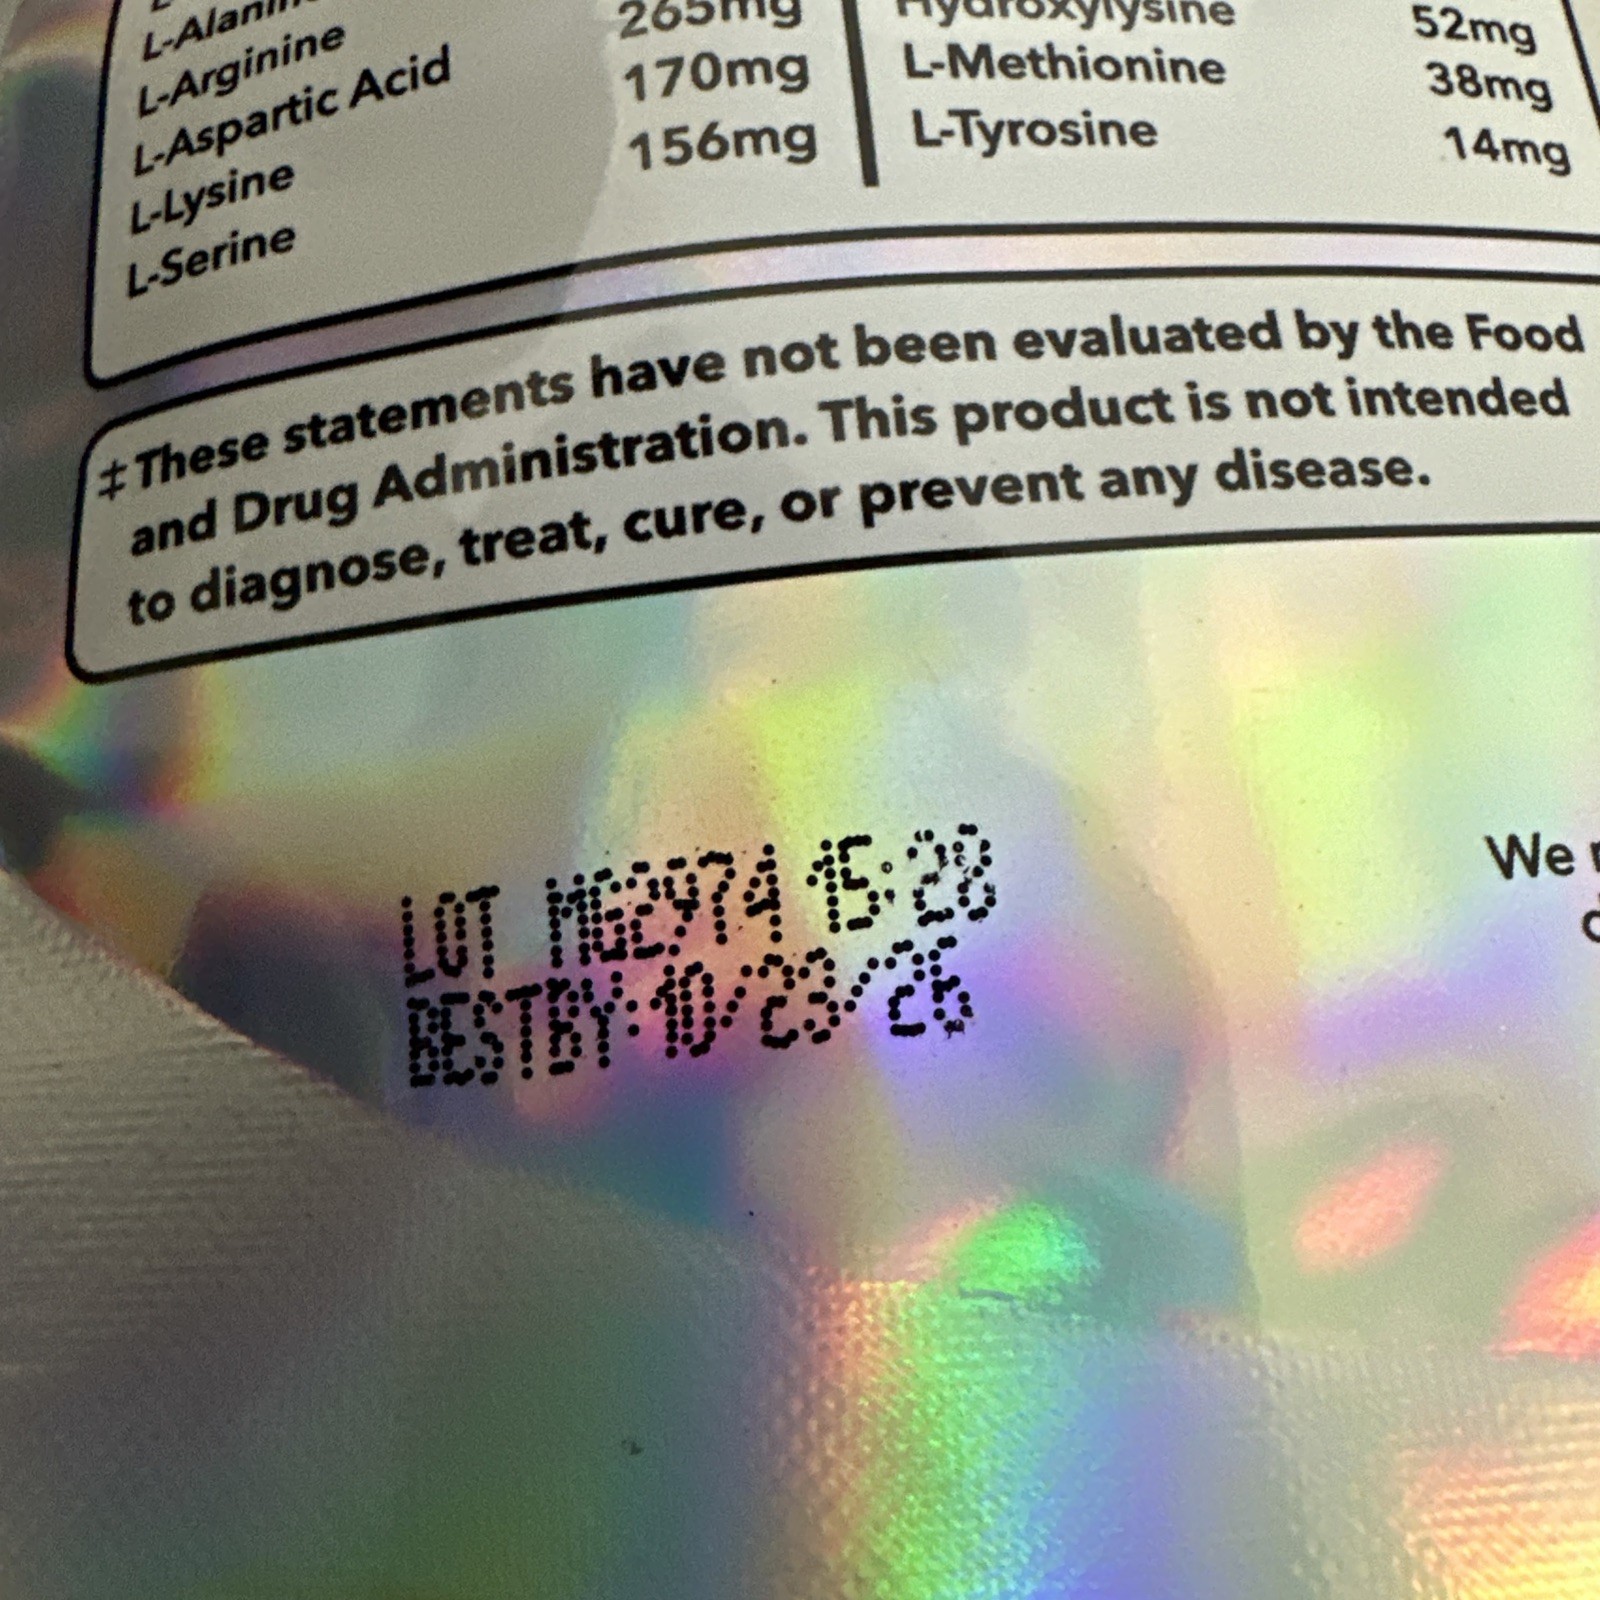 L-Alanin
L-Arginine 265mg
L-Aspartic Acid 170mg
L-Lysine 156mg
L-Serine
Hydroxylysine 52mg
L-Methionine 38mg
L-Tyrosine 14mg
‡These statements have not been evaluated by the Food
and Drug Administration. This product is not intended
to diagnose, treat, cure, or prevent any disease.
We
LOT MG2974 15:28
BESTBY:10/23/26